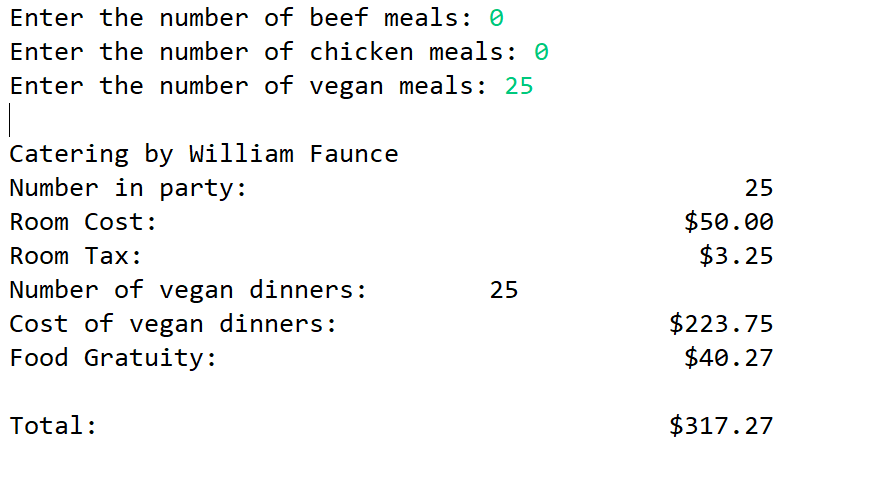 Enter the number of beef meals: 0
Enter the number of chicken meals: 0
Enter the number of vegan meals: 25
Catering by William Faunce
Number in party: 25
Room Cost: $50.00
Room Tax: $3.25
Number of vegan dinners: 25
Cost of vegan dinners: $223.75
Food Gratuity: $40.27
Total: $317.27